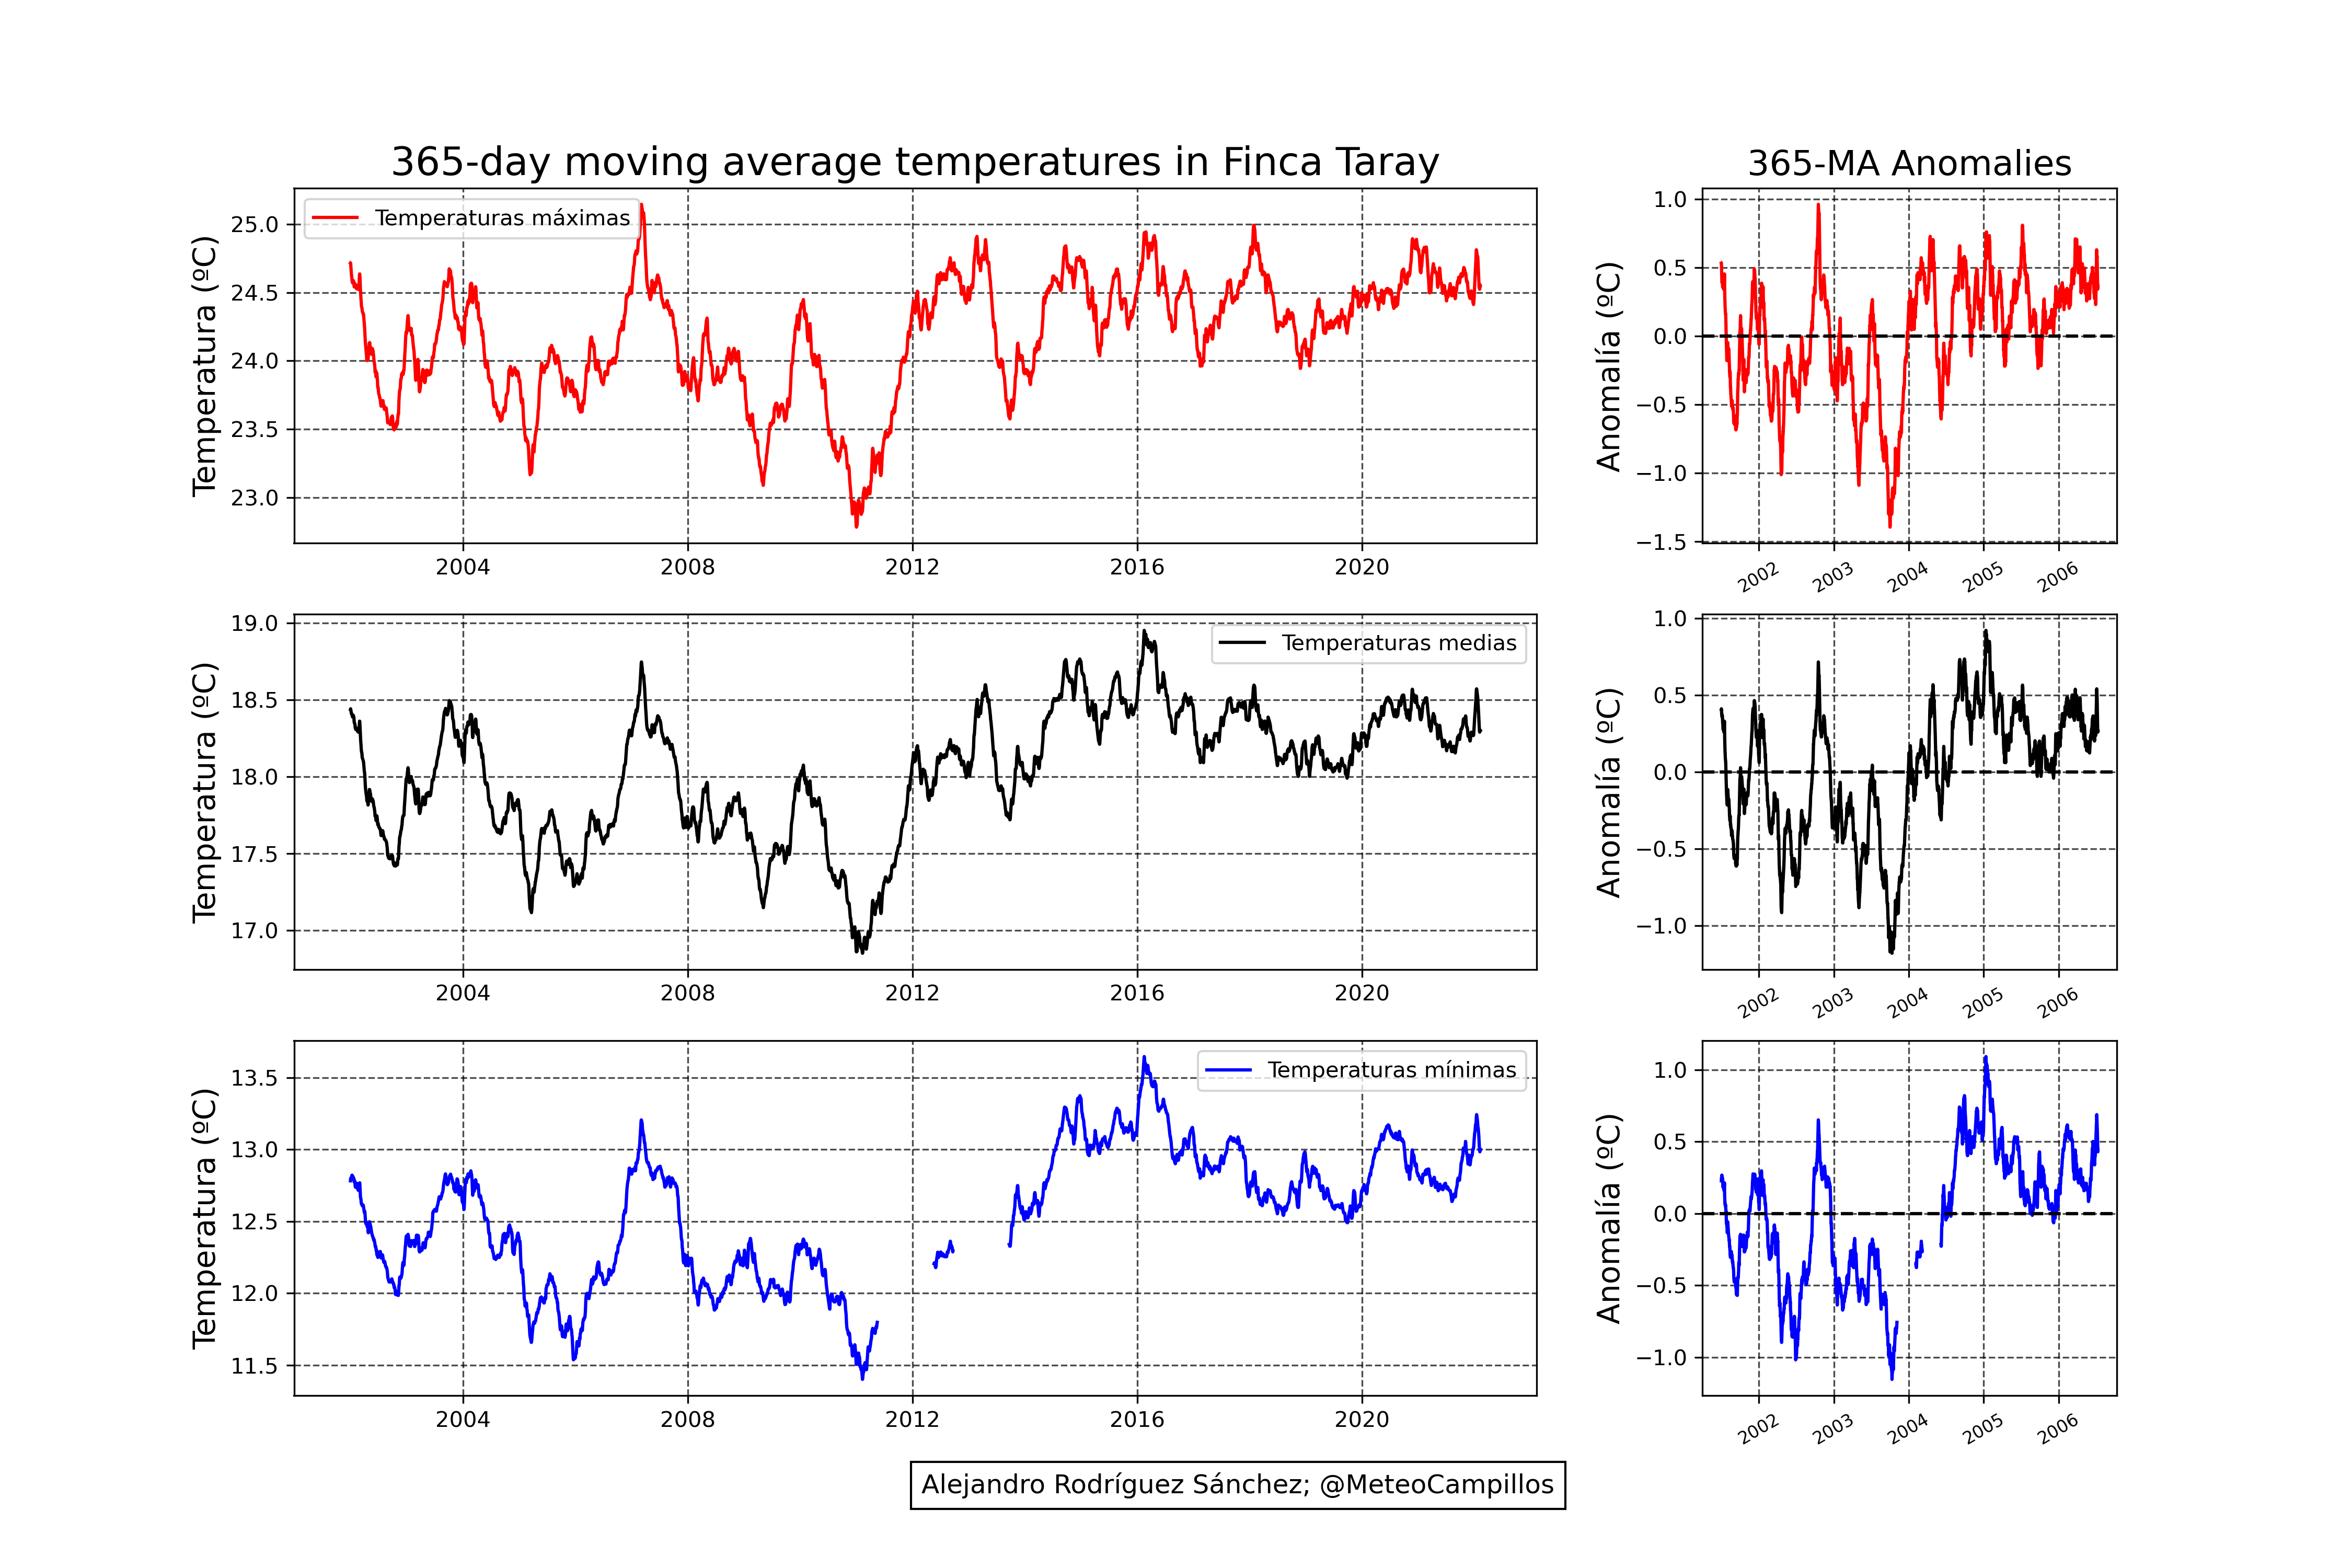 365-day moving average temperatures in Finca Taray
365-MA Anomalies
Temperatura (ºC)
25.0
24.5
24.0
23.5
23.0
Temperaturas máximas
2004 2008 2012 2016 2020
Anomalía (ºC)
1.0
0.5
0.0
−0.5
−1.0
−1.5
2002 2003 2004 2005 2006
Temperatura (ºC)
19.0
18.5
18.0
17.5
17.0
Temperaturas medias
2004 2008 2012 2016 2020
Anomalía (ºC)
1.0
0.5
0.0
−0.5
−1.0
2002 2003 2004 2005 2006
Temperatura (ºC)
13.5
13.0
12.5
12.0
11.5
Temperaturas mínimas
2004 2008 2012 2016 2020
Anomalía (ºC)
1.0
0.5
0.0
−0.5
−1.0
2002 2003 2004 2005 2006
Alejandro Rodríguez Sánchez; @MeteoCampillos